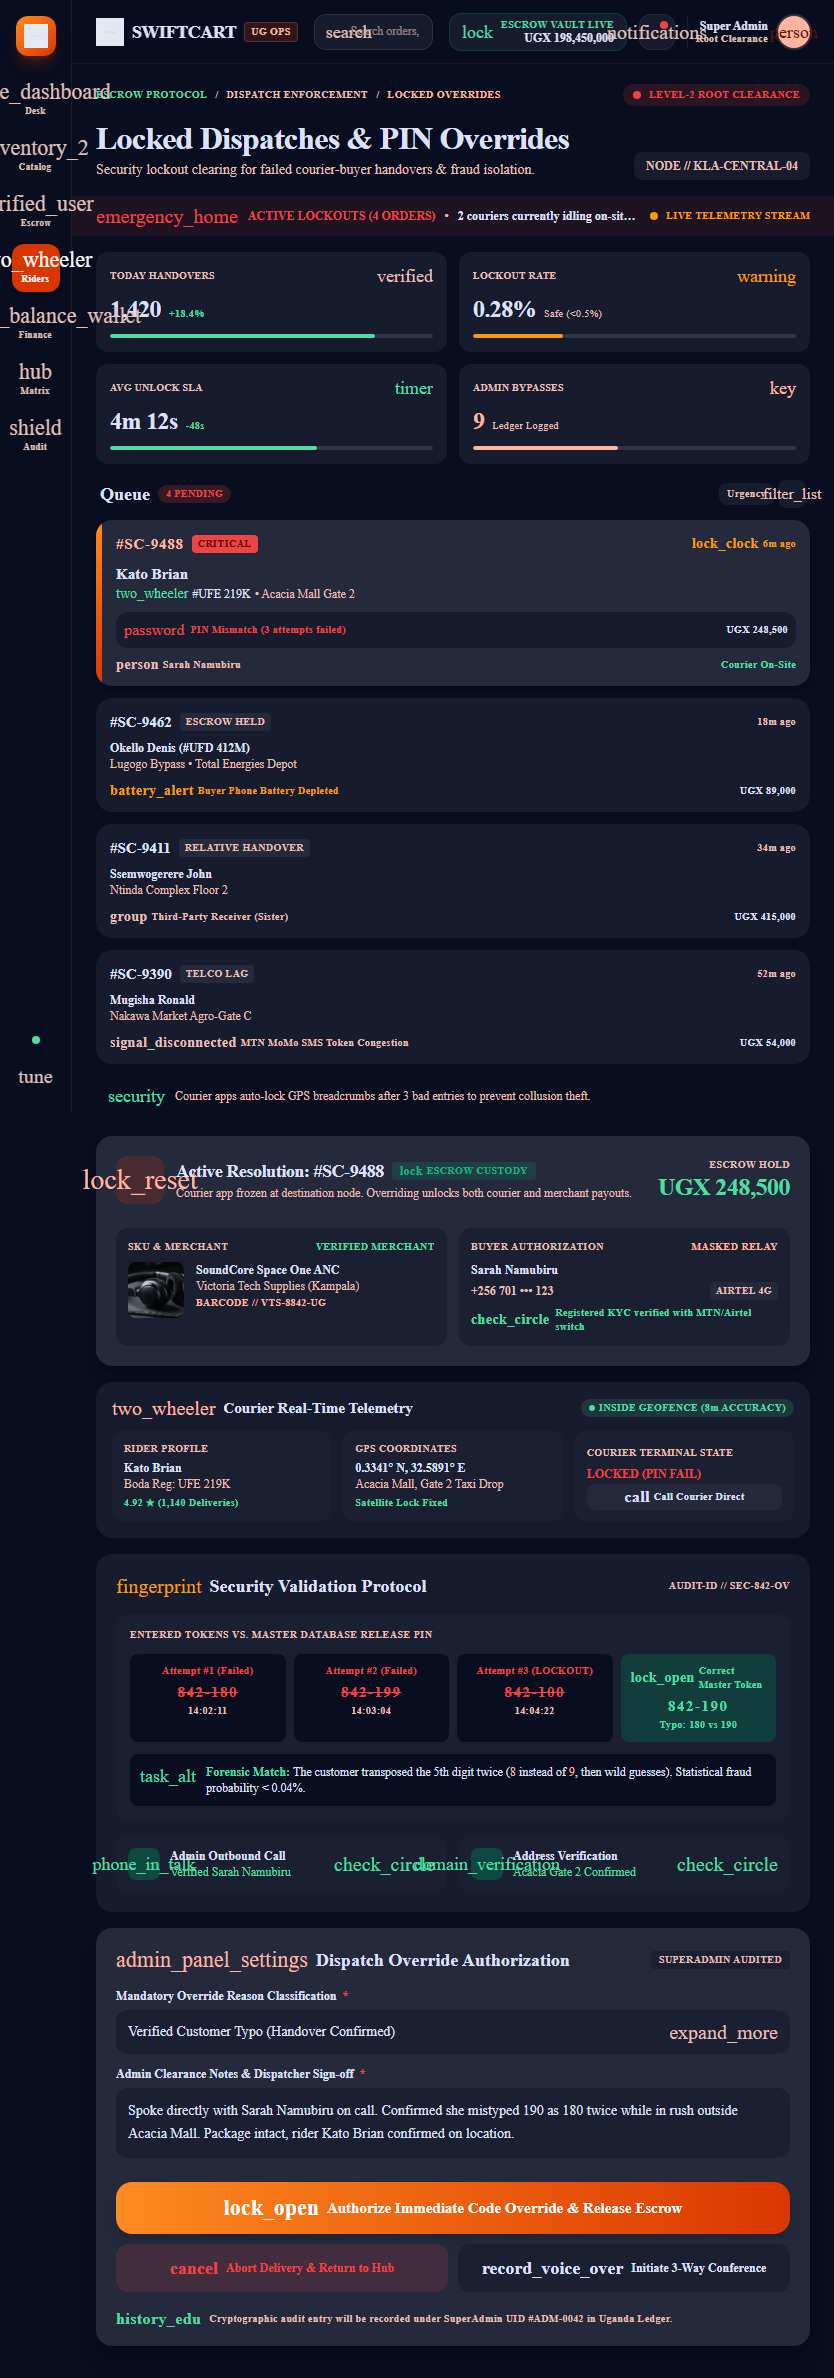 SWIFTCART
UG OPS
search
Search orders,
lock
ESCROW VAULT LIVE
UGX 198,450,000
notifications
Super Admin
Root Clearance
person
e_dashboard
Desk
ventory_2
Catalog
rified_user
Escrow
vo_wheeler
Riders
_balance_wallet
Finance
hub
Matrix
shield
Audit
tune
ESCROW PROTOCOL / DISPATCH ENFORCEMENT / LOCKED OVERRIDES
LEVEL-2 ROOT CLEARANCE
Locked Dispatches & PIN Overrides
Security lockout clearing for failed courier-buyer handovers & fraud isolation.
NODE // KLA-CENTRAL-04
emergency_home ACTIVE LOCKOUTS (4 ORDERS) • 2 couriers currently idling on-sit... LIVE TELEMETRY STREAM
TODAY HANDOVERS verified
1,420 +18.4%
LOCKOUT RATE warning
0.28% Safe (<0.5%)
AVG UNLOCK SLA timer
4m 12s -48s
ADMIN BYPASSES key
9 Ledger Logged
Queue 4 PENDING
Urgency
filter_list
#SC-9488 CRITICAL lock_clock 6m ago
Kato Brian
two_wheeler #UFE 219K • Acacia Mall Gate 2
password PIN Mismatch (3 attempts failed) UGX 248,500
person Sarah Namubiru Courier On-Site
#SC-9462 ESCROW HELD 18m ago
Okello Denis (#UFD 412M)
Lugogo Bypass • Total Energies Depot
battery_alert Buyer Phone Battery Depleted UGX 89,000
#SC-9411 RELATIVE HANDOVER 34m ago
Ssemwogerere John
Ntinda Complex Floor 2
group Third-Party Receiver (Sister) UGX 415,000
#SC-9390 TELCO LAG 52m ago
Mugisha Ronald
Nakawa Market Agro-Gate C
signal_disconnected MTN MoMo SMS Token Congestion UGX 54,000
security Courier apps auto-lock GPS breadcrumbs after 3 bad entries to prevent collusion theft.
lock_reset
Active Resolution: #SC-9488 lock ESCROW CUSTODY
Courier app frozen at destination node. Overriding unlocks both courier and merchant payouts.
ESCROW HOLD
UGX 248,500
SKU & MERCHANT VERIFIED MERCHANT
SoundCore Space One ANC
Victoria Tech Supplies (Kampala)
BARCODE // VTS-8842-UG
BUYER AUTHORIZATION MASKED RELAY
Sarah Namubiru
+256 701 ••• 123 AIRTEL 4G
check_circle Registered KYC verified with MTN/Airtel
switch
two_wheeler Courier Real-Time Telemetry INSIDE GEOFENCE (8m ACCURACY)
RIDER PROFILE
Kato Brian
Boda Reg: UFE 219K
4.92 ★ (1,140 Deliveries)
GPS COORDINATES
0.3341° N, 32.5891° E
Acacia Mall, Gate 2 Taxi Drop
Satellite Lock Fixed
COURIER TERMINAL STATE
LOCKED (PIN FAIL)
call Call Courier Direct
fingerprint Security Validation Protocol AUDIT-ID // SEC-842-OV
ENTERED TOKENS VS. MASTER DATABASE RELEASE PIN
Attempt #1 (Failed)
842-180
14:02:11
Attempt #2 (Failed)
842-199
14:03:04
Attempt #3 (LOCKOUT)
842-100
14:04:22
lock_open Correct
Master Token
842-190
Typo: 180 vs 190
task_alt Forensic Match: The customer transposed the 5th digit twice (8 instead of 9, then wild guesses). Statistical fraud
probability < 0.04%.
phone_in_talk
Admin Outbound Call
Verified Sarah Namubiru
check_circle
domain_verification
Address Verification
Acacia Gate 2 Confirmed
check_circle
admin_panel_settings Dispatch Override Authorization SUPERADMIN AUDITED
Mandatory Override Reason Classification *
Verified Customer Typo (Handover Confirmed) expand_more
Admin Clearance Notes & Dispatcher Sign-off *
Spoke directly with Sarah Namubiru on call. Confirmed she mistyped 190 as 180 twice while in rush outside
Acacia Mall. Package intact, rider Kato Brian confirmed on location.
lock_open Authorize Immediate Code Override & Release Escrow
cancel Abort Delivery & Return to Hub
record_voice_over Initiate 3-Way Conference
history_edu Cryptographic audit entry will be recorded under SuperAdmin UID #ADM-0042 in Uganda Ledger.